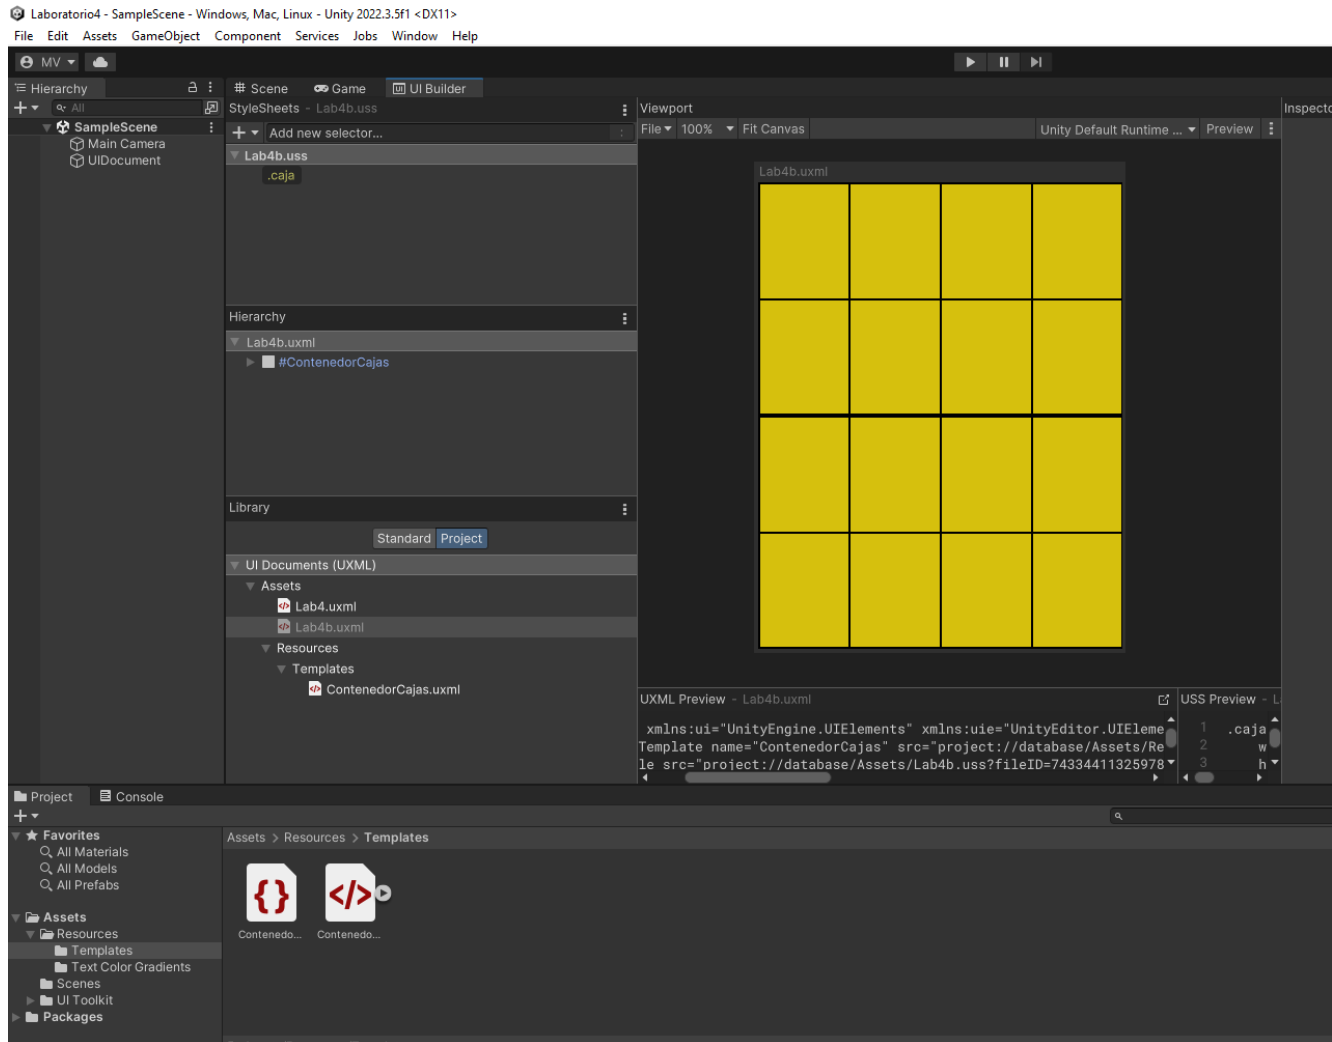 Laboratorio4 - SampleScene - Windows, Mac, Linux - Unity 2022.3.5f1 <DX11>
File Edit Assets GameObject Component Services Jobs Window Help
MV
Hierarchy
All
SampleScene
Main Camera
UIDocument
Scene Game UI Builder
StyleSheets - Lab4b.uss
Add new selector...
Lab4b.uss
.caja
Hierarchy
Lab4b.uxml
#ContenedorCajas
Library
Standard Project
UI Documents (UXML)
Assets
Lab4.uxml
Lab4b.uxml
Resources
Templates
ContenedorCajas.uxml
Viewport
File 100% Fit Canvas Unity Default Runtime ... Preview
Lab4b.uxml
UXML Preview - Lab4b.uxml
xmlns:ui="UnityEngine.UIElements" xmlns:uie="UnityEditor.UIEleme
Template name="ContenedorCajas" src="project://database/Assets/Re
le src="project://database/Assets/Lab4b.uss?fileID=74334411325978
USS Preview - L
1 .caja
2 w
3 h
Inspecto
Project Console
Favorites
All Materials
All Models
All Prefabs
Assets
Resources
Templates
Text Color Gradients
Scenes
UI Toolkit
Packages
Assets > Resources > Templates
{} </>
Contenedo... Contenedo...